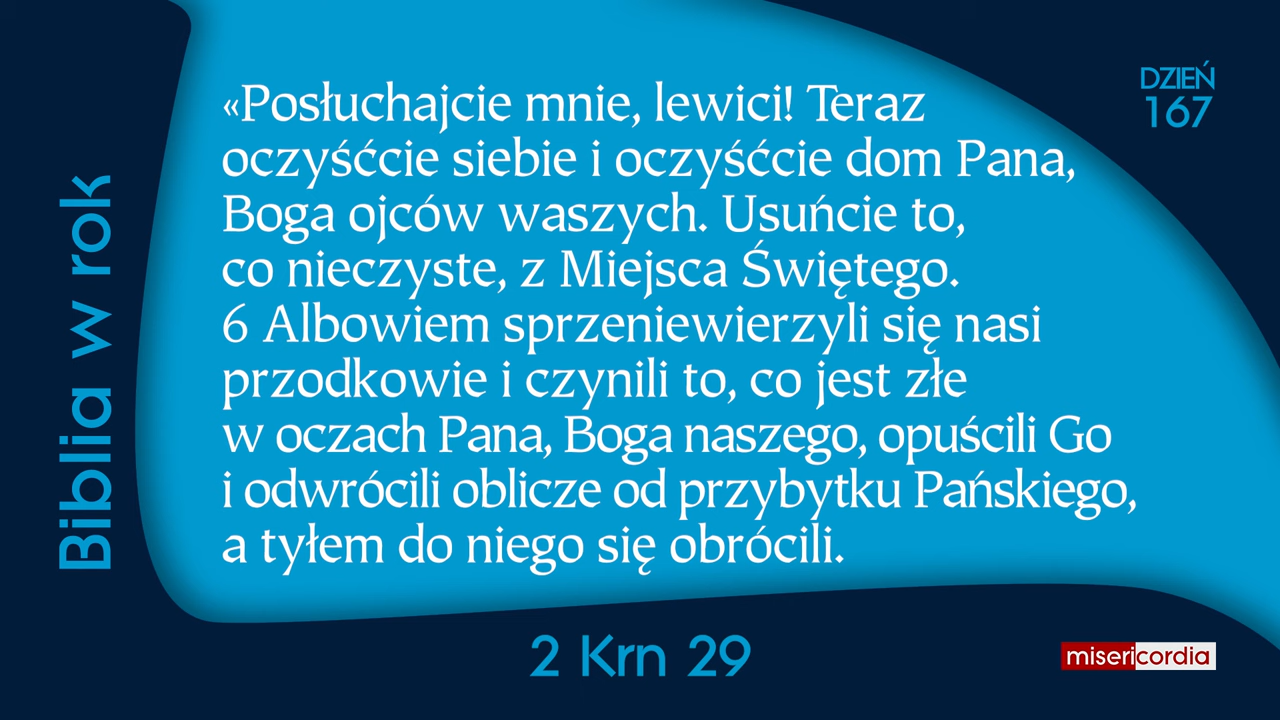 DZIEŃ
167
Biblia w rok
«Posłuchajcie mnie, lewici! Teraz
oczyśćcie siebie i oczyśćcie dom Pana,
Boga ojców waszych. Usuńcie to,
co nieczyste, z Miejsca Świętego.
6 Albowiem sprzeniewierzyli się nasi
przodkowie i czynili to, co jest złe
w oczach Pana, Boga naszego, opuścili Go
i odwrócili oblicze od przybytku Pańskiego,
a tyłem do niego się obrócili.
2 Krn 29
misericordia